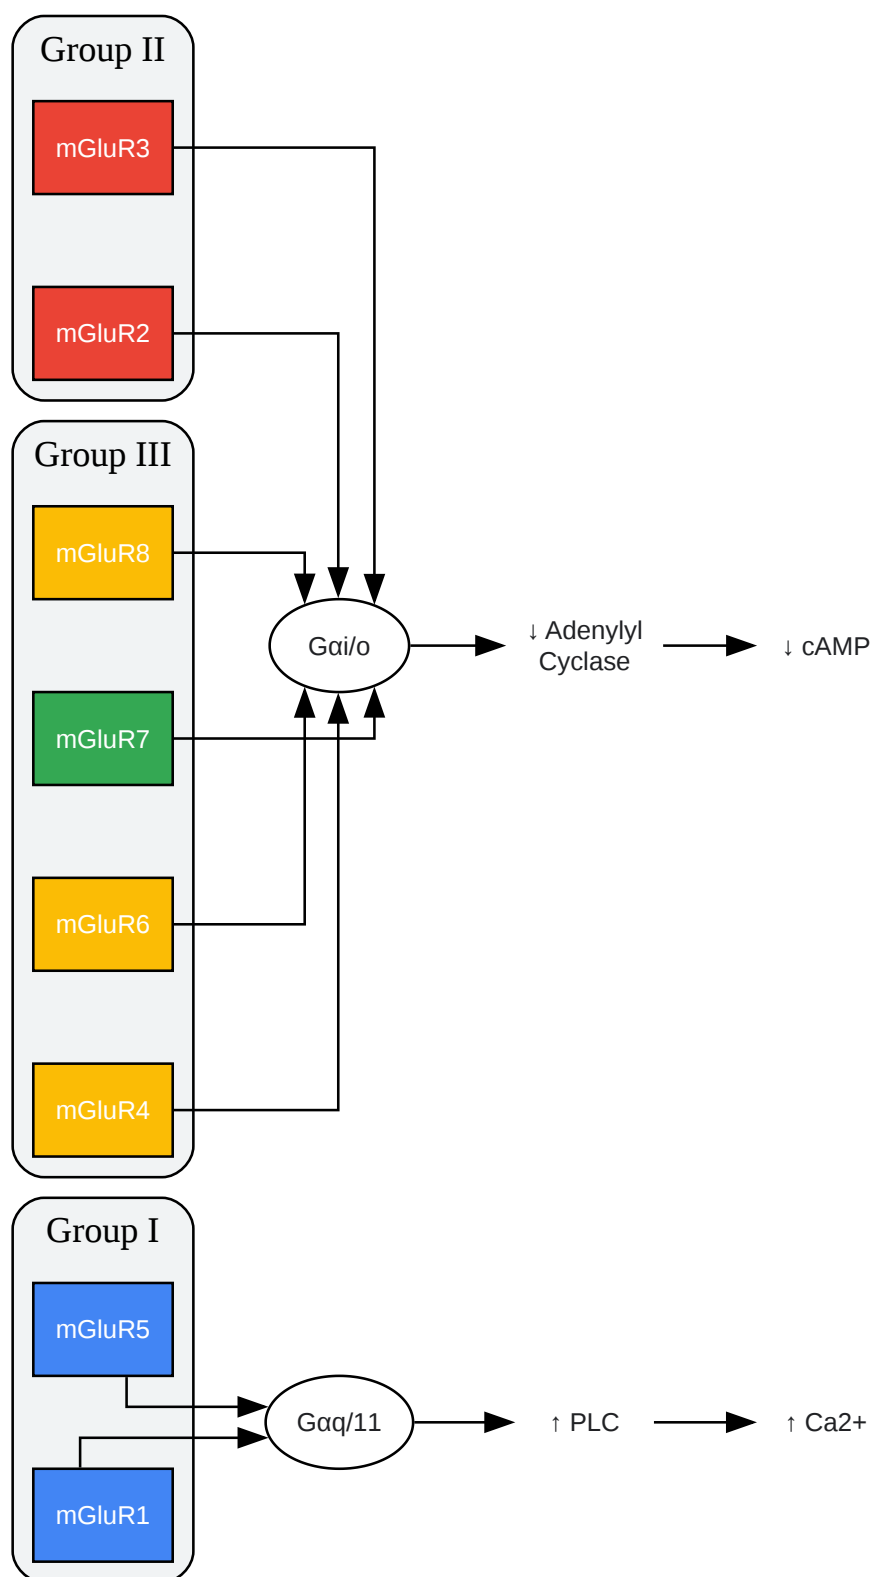 Group II
mGluR3
mGluR2
Group III
mGluR8
mGluR7
mGluR6
mGluR4
Gαi/o
↓ Adenylyl
Cyclase
↓ cAMP
Group I
mGluR5
mGluR1
Gαq/11
↑ PLC
↑ Ca2+